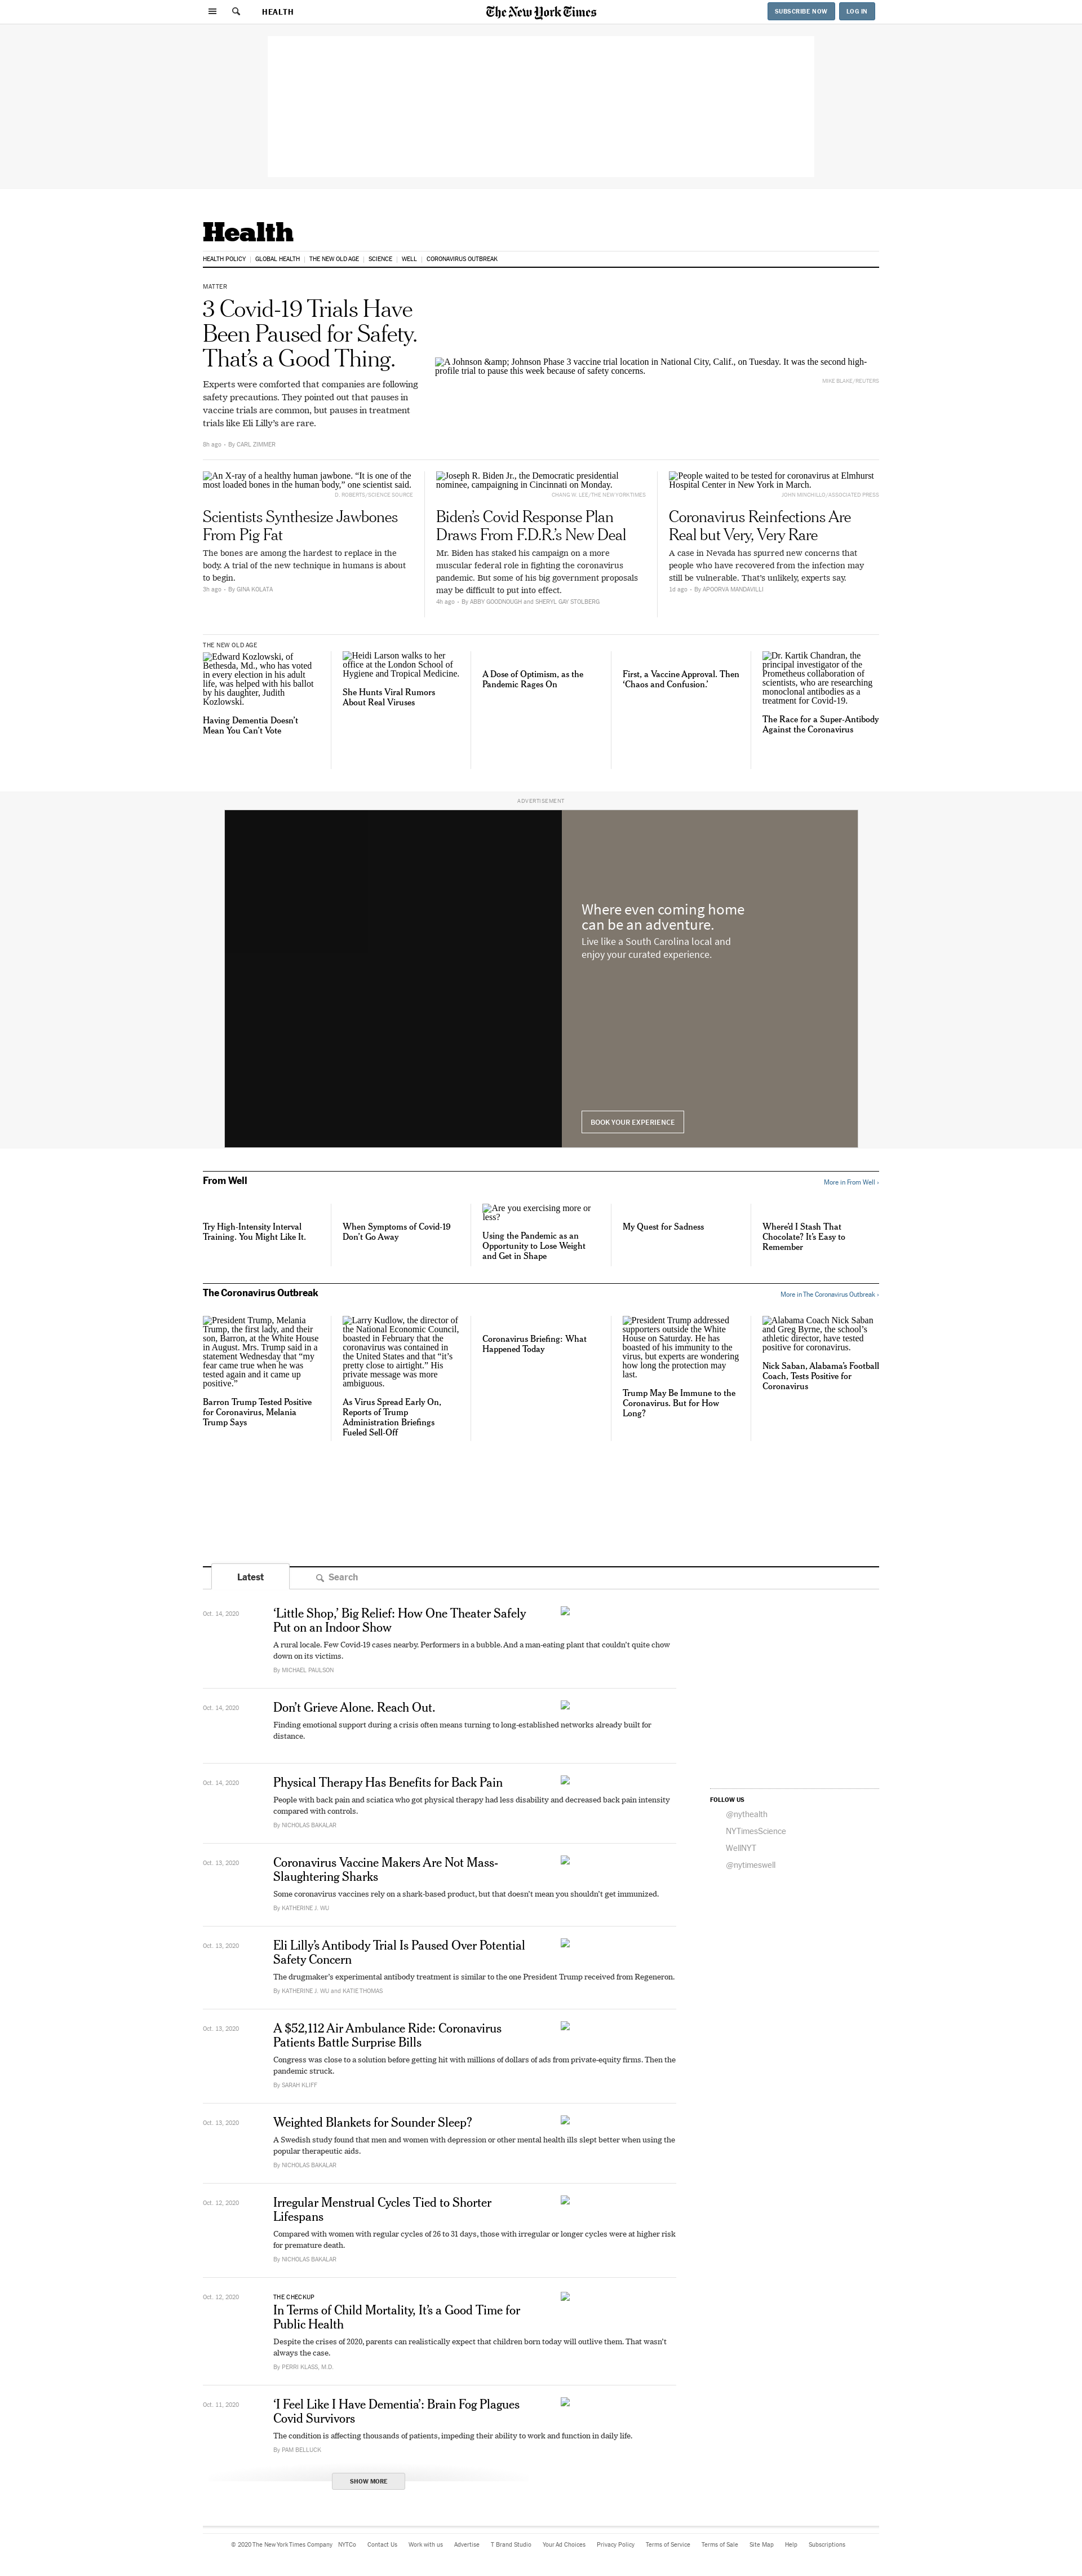 HEALTH
The New York Times
SUBSCRIBE NOW
LOG IN
Health
HEALTH POLICY
GLOBAL HEALTH
THE NEW OLD AGE
SCIENCE
WELL
CORONAVIRUS OUTBREAK
MATTER
3 Covid-19 Trials Have
Been Paused for Safety.
That’s a Good Thing.
Experts were comforted that companies are following
safety precautions. They pointed out that pauses in
vaccine trials are common, but pauses in treatment
trials like Eli Lilly’s are rare.
8h ago - By CARL ZIMMER
A Johnson &amp; Johnson Phase 3 vaccine trial location in National City, Calif., on Tuesday. It was the second high-
profile trial to pause this week because of safety concerns.
MIKE BLAKE/REUTERS
An X-ray of a healthy human jawbone. “It is one of the
most loaded bones in the human body,” one scientist said.
D. ROBERTS/SCIENCE SOURCE
Scientists Synthesize Jawbones
From Pig Fat
The bones are among the hardest to replace in the
body. A trial of the new technique in humans is about
to begin.
3h ago - By GINA KOLATA
Joseph R. Biden Jr., the Democratic presidential
nominee, campaigning in Cincinnati on Monday.
CHANG W. LEE/THE NEW YORK TIMES
Biden’s Covid Response Plan
Draws From F.D.R.’s New Deal
Mr. Biden has staked his campaign on a more
muscular federal role in fighting the coronavirus
pandemic. But some of his big government proposals
may be difficult to put into effect.
4h ago - By ABBY GOODNOUGH and SHERYL GAY STOLBERG
People waited to be tested for coronavirus at Elmhurst
Hospital Center in New York in March.
JOHN MINCHILLO/ASSOCIATED PRESS
Coronavirus Reinfections Are
Real but Very, Very Rare
A case in Nevada has spurred new concerns that
people who have recovered from the infection may
still be vulnerable. That’s unlikely, experts say.
1d ago - By APOORVA MANDAVILLI
THE NEW OLD AGE
Edward Kozlowski, of
Bethesda, Md., who has voted
in every election in his adult
life, was helped with his ballot
by his daughter, Judith
Kozlowski.
Having Dementia Doesn’t
Mean You Can’t Vote
Heidi Larson walks to her
office at the London School of
Hygiene and Tropical Medicine.
She Hunts Viral Rumors
About Real Viruses
A Dose of Optimism, as the
Pandemic Rages On
First, a Vaccine Approval. Then
‘Chaos and Confusion.’
Dr. Kartik Chandran, the
principal investigator of the
Prometheus collaboration of
scientists, who are researching
monoclonal antibodies as a
treatment for Covid-19.
The Race for a Super-Antibody
Against the Coronavirus
ADVERTISEMENT
Where even coming home
can be an adventure.
Live like a South Carolina local and
enjoy your curated experience.
BOOK YOUR EXPERIENCE
From Well
More in From Well ›
Try High-Intensity Interval
Training. You Might Like It.
When Symptoms of Covid-19
Don’t Go Away
Are you exercising more or
less?
Using the Pandemic as an
Opportunity to Lose Weight
and Get in Shape
My Quest for Sadness
Where’d I Stash That
Chocolate? It’s Easy to
Remember
The Coronavirus Outbreak
More in The Coronavirus Outbreak ›
President Trump, Melania
Trump, the first lady, and their
son, Barron, at the White House
in August. Mrs. Trump said in a
statement Wednesday that “my
fear came true when he was
tested again and it came up
positive.”
Barron Trump Tested Positive
for Coronavirus, Melania
Trump Says
Larry Kudlow, the director of
the National Economic Council,
boasted in February that the
coronavirus was contained in
the United States and that “it’s
pretty close to airtight.” His
private message was more
ambiguous.
As Virus Spread Early On,
Reports of Trump
Administration Briefings
Fueled Sell-Off
Coronavirus Briefing: What
Happened Today
President Trump addressed
supporters outside the White
House on Saturday. He has
boasted of his immunity to the
virus, but experts are wondering
how long the protection may
last.
Trump May Be Immune to the
Coronavirus. But for How
Long?
Alabama Coach Nick Saban
and Greg Byrne, the school’s
athletic director, have tested
positive for coronavirus.
Nick Saban, Alabama’s Football
Coach, Tests Positive for
Coronavirus
Latest
Search
Oct. 14, 2020
‘Little Shop,’ Big Relief: How One Theater Safely
Put on an Indoor Show
A rural locale. Few Covid-19 cases nearby. Performers in a bubble. And a man-eating plant that couldn’t quite chow
down on its victims.
By MICHAEL PAULSON
Oct. 14, 2020
Don’t Grieve Alone. Reach Out.
Finding emotional support during a crisis often means turning to long-established networks already built for
distance.
Oct. 14, 2020
Physical Therapy Has Benefits for Back Pain
People with back pain and sciatica who got physical therapy had less disability and decreased back pain intensity
compared with controls.
By NICHOLAS BAKALAR
Oct. 13, 2020
Coronavirus Vaccine Makers Are Not Mass-
Slaughtering Sharks
Some coronavirus vaccines rely on a shark-based product, but that doesn’t mean you shouldn’t get immunized.
By KATHERINE J. WU
Oct. 13, 2020
Eli Lilly’s Antibody Trial Is Paused Over Potential
Safety Concern
The drugmaker’s experimental antibody treatment is similar to the one President Trump received from Regeneron.
By KATHERINE J. WU and KATIE THOMAS
Oct. 13, 2020
A $52,112 Air Ambulance Ride: Coronavirus
Patients Battle Surprise Bills
Congress was close to a solution before getting hit with millions of dollars of ads from private-equity firms. Then the
pandemic struck.
By SARAH KLIFF
Oct. 13, 2020
Weighted Blankets for Sounder Sleep?
A Swedish study found that men and women with depression or other mental health ills slept better when using the
popular therapeutic aids.
By NICHOLAS BAKALAR
Oct. 12, 2020
Irregular Menstrual Cycles Tied to Shorter
Lifespans
Compared with women with regular cycles of 26 to 31 days, those with irregular or longer cycles were at higher risk
for premature death.
By NICHOLAS BAKALAR
Oct. 12, 2020
THE CHECKUP
In Terms of Child Mortality, It’s a Good Time for
Public Health
Despite the crises of 2020, parents can realistically expect that children born today will outlive them. That wasn’t
always the case.
By PERRI KLASS, M.D.
Oct. 11, 2020
‘I Feel Like I Have Dementia’: Brain Fog Plagues
Covid Survivors
The condition is affecting thousands of patients, impeding their ability to work and function in daily life.
By PAM BELLUCK
SHOW MORE
FOLLOW US
@nythealth
NYTimesScience
WellNYT
@nytimeswell
© 2020 The New York Times Company
NYTCo
Contact Us
Work with us
Advertise
T Brand Studio
Your Ad Choices
Privacy Policy
Terms of Service
Terms of Sale
Site Map
Help
Subscriptions